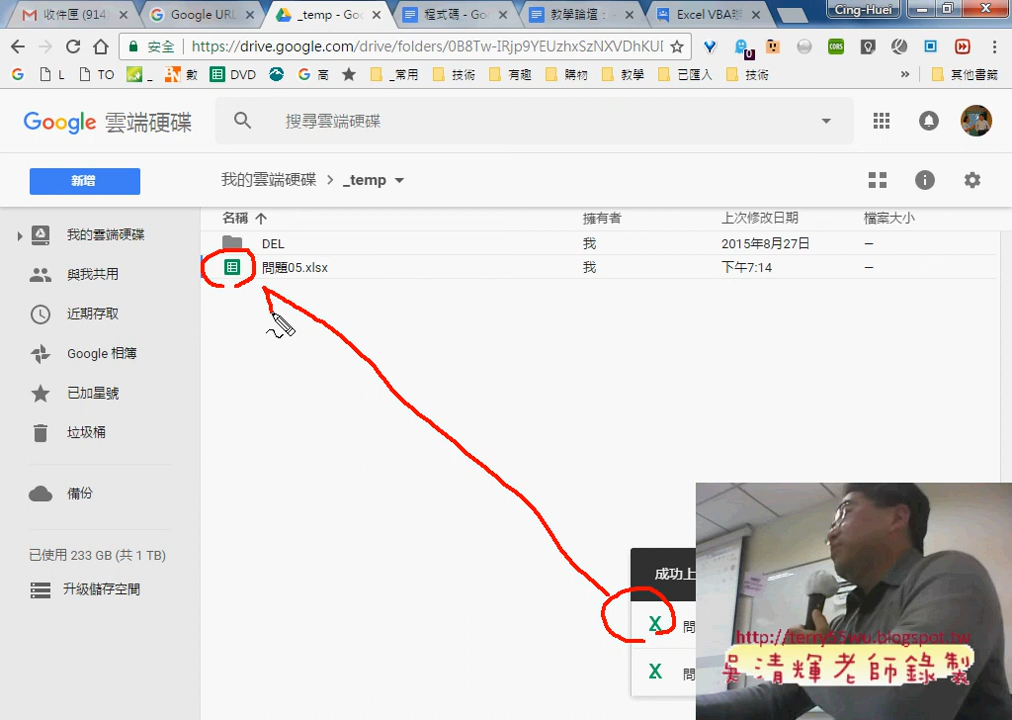 收件匣 (914)
Google URL
_temp - Goo
程式碼 - Go
教學論壇：-
Excel VBA
Cing-Huei
安全
https://drive.google.com/drive/folders/0B8Tw-IRjp9YEUzhxSzNXVDhKUl
0
CORS
G L TO _ 數 DVD G 高 _常用 技術 有趣 購物 教學 已匯入 技術 » 其他書籤
Google 雲端硬碟
搜尋雲端硬碟
新增
我的雲端硬碟 > _temp
名稱 擁有者 上次修改日期 檔案大小
DEL 我 2015年8月27日 –
問題05.xlsx 我 下午7:14 –
我的雲端硬碟
與我共用
近期存取
Google 相簿
已加星號
垃圾桶
備份
已使用 233 GB (共 1 TB)
升級儲存空間
成功上
X 問
X 問
http://terry55wu.blogspot.tw
吳清輝老師錄製